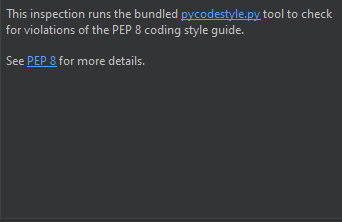 This inspection runs the bundled pycodestyle.py tool to check
for violations of the PEP 8 coding style guide.
See PEP 8 for more details.